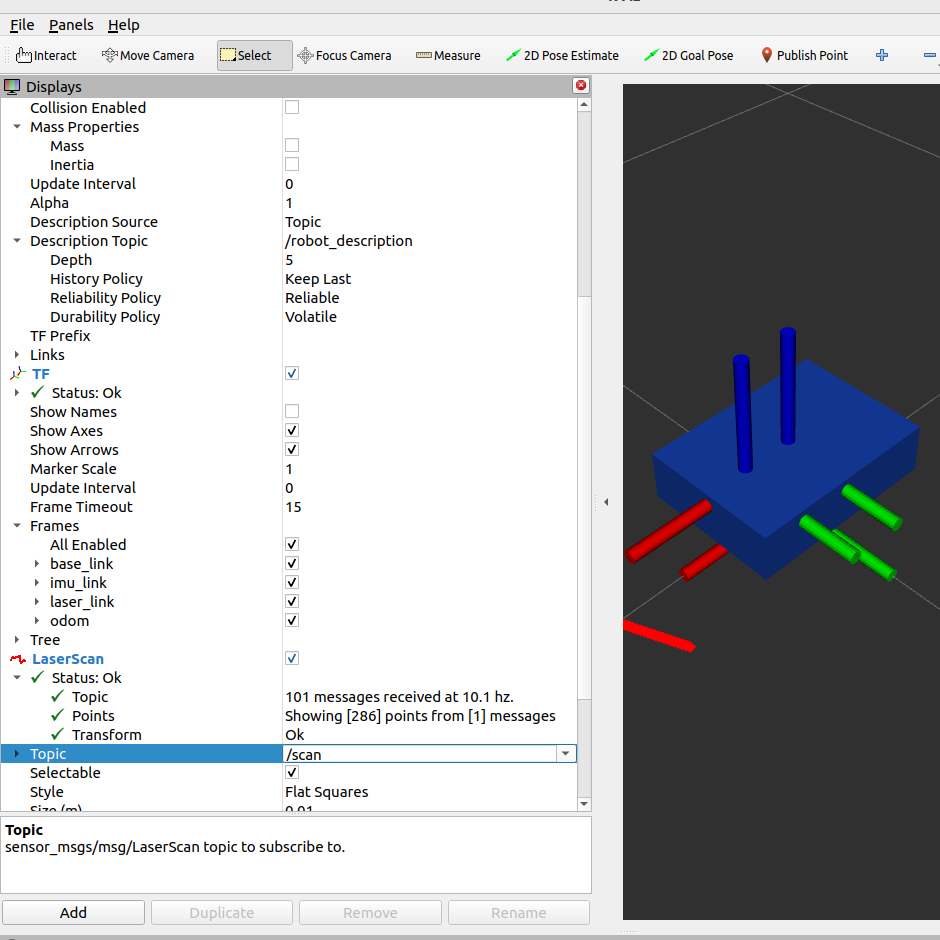 File Panels Help
Interact Move Camera Select Focus Camera Measure 2D Pose Estimate 2D Goal Pose Publish Point
Displays
Collision Enabled
Mass Properties
Mass
Inertia
Update Interval 0
Alpha 1
Description Source Topic
Description Topic /robot_description
Depth 5
History Policy Keep Last
Reliability Policy Reliable
Durability Policy Volatile
TF Prefix
Links
TF
Status: Ok
Show Names
Show Axes
Show Arrows
Marker Scale 1
Update Interval 0
Frame Timeout 15
Frames
All Enabled
base_link
imu_link
laser_link
odom
Tree
LaserScan
Status: Ok
Topic 101 messages received at 10.1 hz.
Points Showing [286] points from [1] messages
Transform Ok
Topic /scan
Selectable
Style Flat Squares
Size (m) 0.01
Topic
sensor_msgs/msg/LaserScan topic to subscribe to.
Add Duplicate Remove Rename